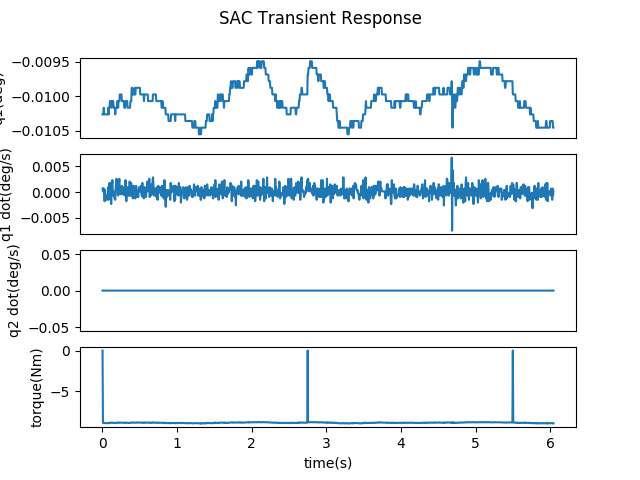 SAC Transient Response
−0.0095
−0.0100
−0.0105
0.005
0.000
−0.005
q1 dot(deg/s)
0.05
0.00
−0.05
q2 dot(deg/s)
0
−5
torque(Nm)
0 1 2 3 4 5 6
time(s)